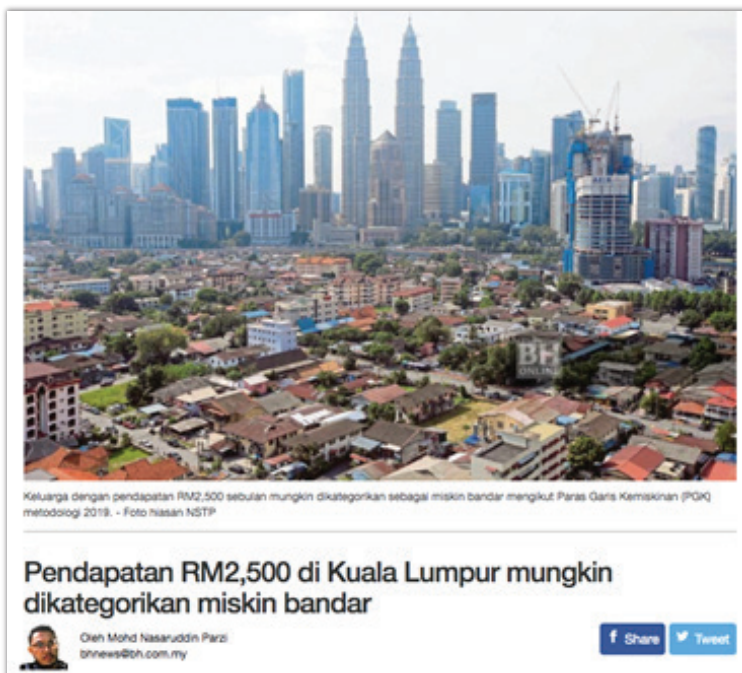 BH
ONLINE
Keluarga dengan pendapatan RM2,500 sebulan mungkin dikategorikan sebagai miskin bandar mengikut Paras Garis Kemiskinan (PGK)
metodologi 2019. - Foto hiasan NSTP
Pendapatan RM2,500 di Kuala Lumpur mungkin
dikategorikan miskin bandar
Oleh Mohd Nasaruddin Parzi
bhnews@bh.com.my
f Share
Tweet